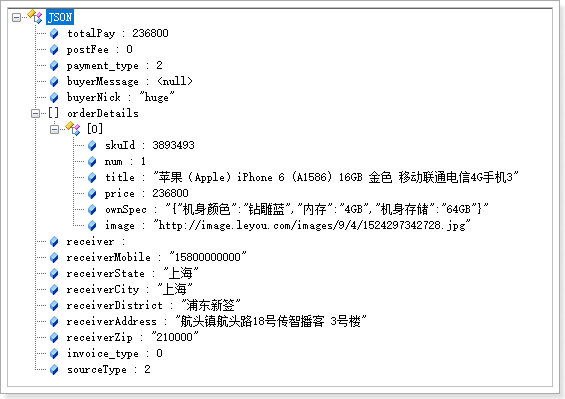 JSON
totalPay : 236800
postFee : 0
payment_type : 2
buyerMessage : <null>
buyerNick : "huge"
[] orderDetails
[0]
skuId : 3893493
num : 1
title : "苹果 (Apple) iPhone 6 (A1586) 16GB 金色 移动联通电信4G手机3"
price : 236800
ownSpec : "{"机身颜色":"钻雕蓝","内存":"4GB","机身存储":"64GB"}"
image : "http://image.leyou.com/images/9/4/1524297342728.jpg"
receiver :
receiverMobile : "15800000000"
receiverState : "上海"
receiverCity : "上海"
receiverDistrict : "浦东新签"
receiverAddress : "航头镇航头路18号传智播客 3号楼"
receiverZip : "210000"
invoice_type : 0
sourceType : 2